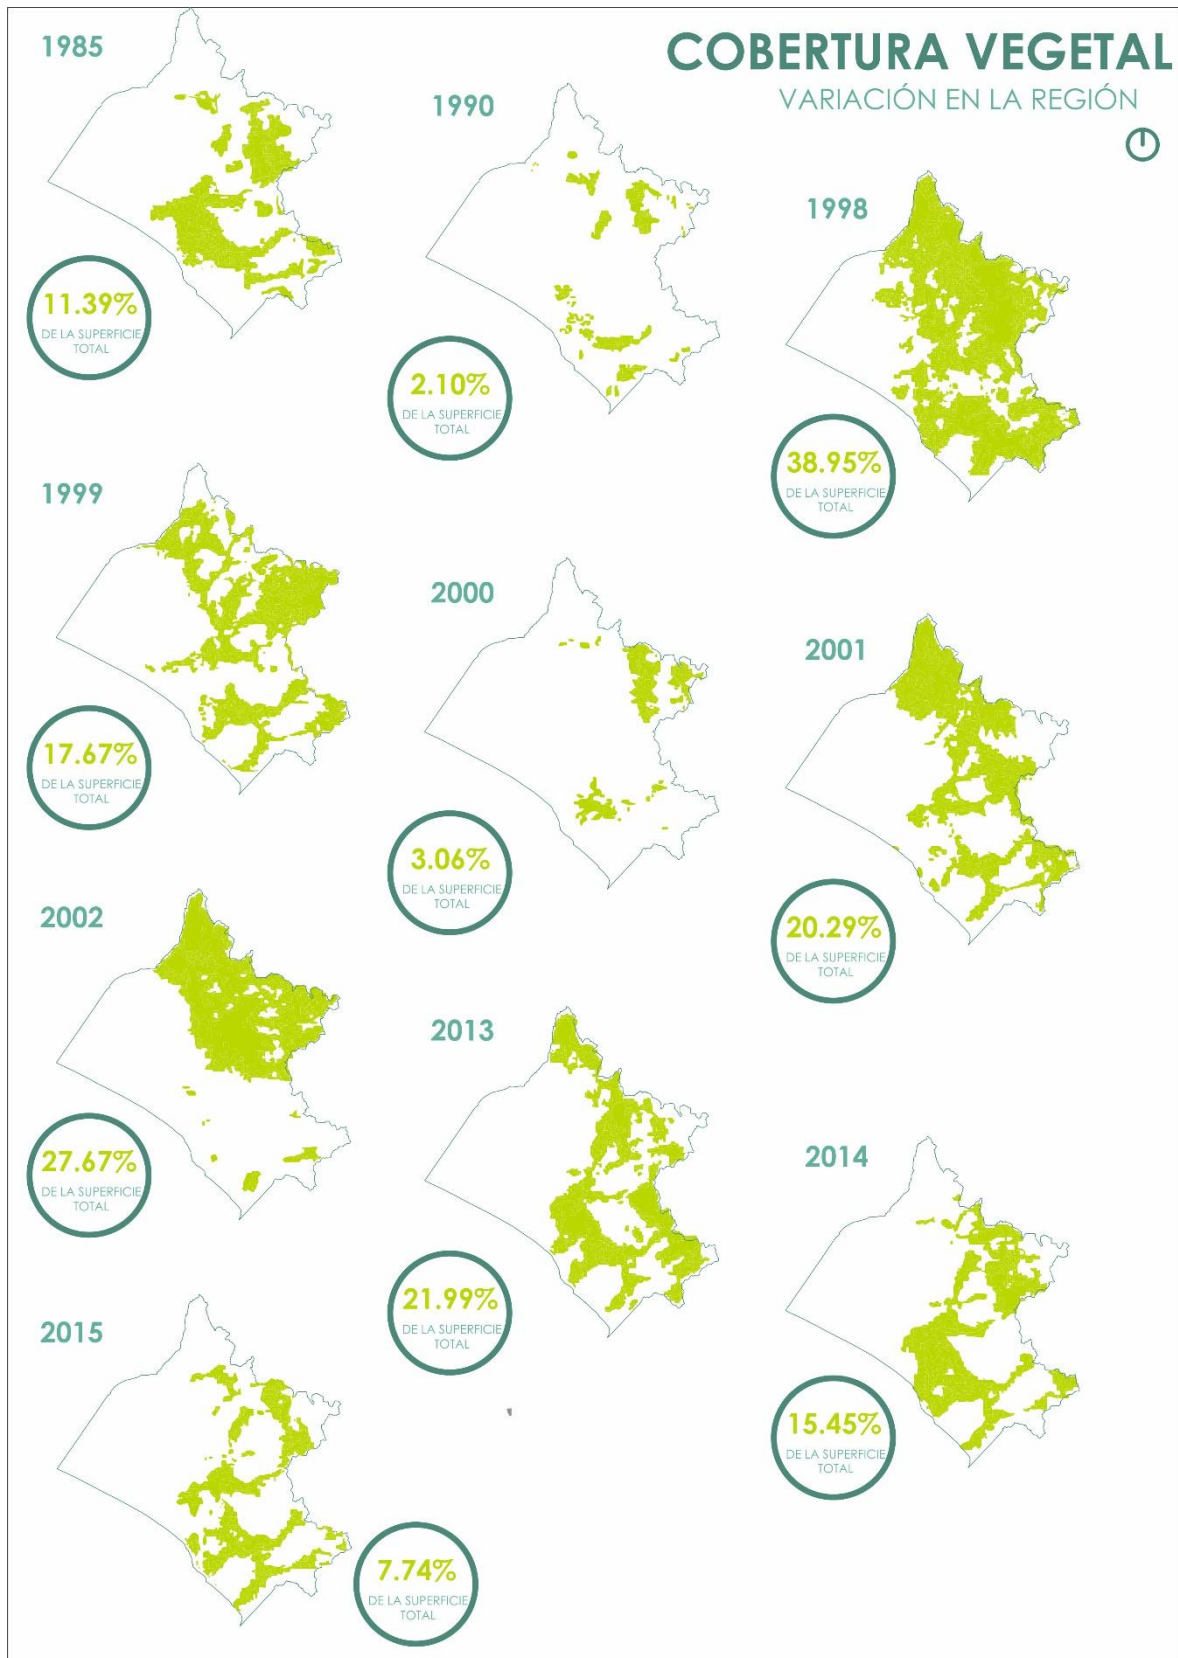 COBERTURA VEGETAL
VARIACIÓN EN LA REGIÓN
1985
11.39%
DE LA SUPERFICIE
TOTAL
1990
2.10%
DE LA SUPERFICIE
TOTAL
1998
38.95%
DE LA SUPERFICIE
TOTAL
1999
17.67%
DE LA SUPERFICIE
TOTAL
2000
3.06%
DE LA SUPERFICIE
TOTAL
2001
20.29%
DE LA SUPERFICIE
TOTAL
2002
27.67%
DE LA SUPERFICIE
TOTAL
2013
21.99%
DE LA SUPERFICIE
TOTAL
2014
15.45%
DE LA SUPERFICIE
TOTAL
2015
7.74%
DE LA SUPERFICIE
TOTAL